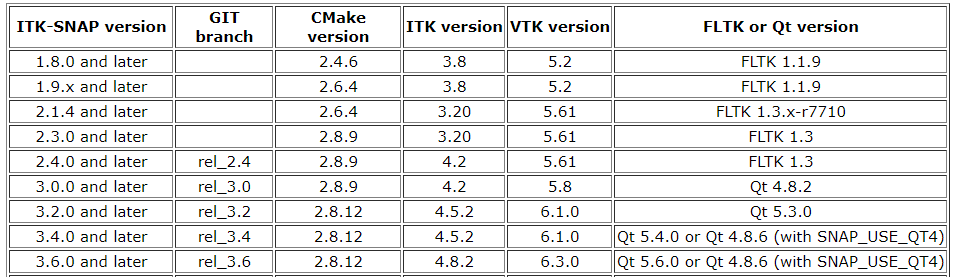 ITK-SNAP version GIT branch CMake version ITK version VTK version FLTK or Qt version
1.8.0 and later 2.4.6 3.8 5.2 FLTK 1.1.9
1.9.x and later 2.6.4 3.8 5.2 FLTK 1.1.9
2.1.4 and later 2.6.4 3.20 5.61 FLTK 1.3.x-r7710
2.3.0 and later 2.8.9 3.20 5.61 FLTK 1.3
2.4.0 and later rel_2.4 2.8.9 4.2 5.61 FLTK 1.3
3.0.0 and later rel_3.0 2.8.9 4.2 5.8 Qt 4.8.2
3.2.0 and later rel_3.2 2.8.12 4.5.2 6.1.0 Qt 5.3.0
3.4.0 and later rel_3.4 2.8.12 4.5.2 6.1.0 Qt 5.4.0 or Qt 4.8.6 (with SNAP_USE_QT4)
3.6.0 and later rel_3.6 2.8.12 4.8.2 6.3.0 Qt 5.6.0 or Qt 4.8.6 (with SNAP_USE_QT4)